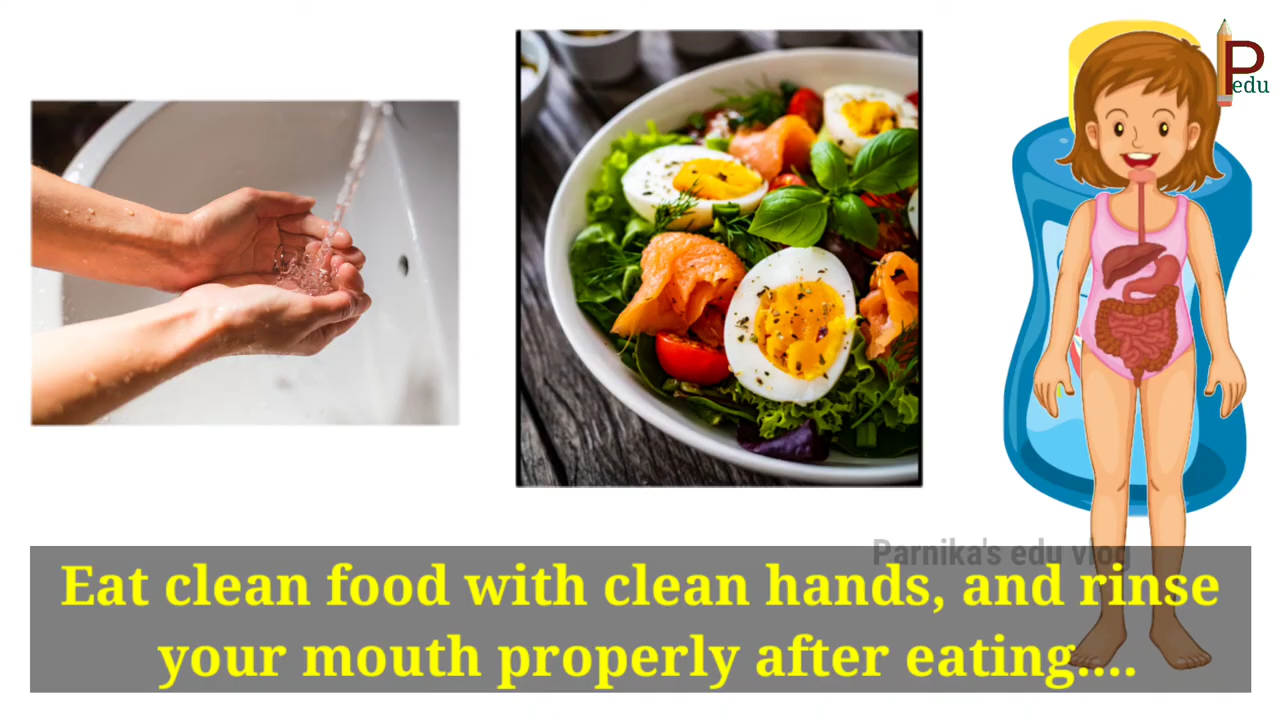 P
edu
Parnika's edu vlog
Eat clean food with clean hands, and rinse
your mouth properly after eating....